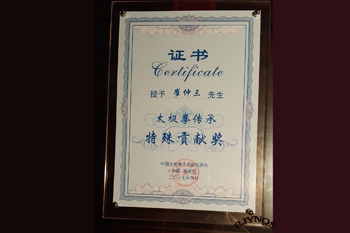 证书
Certificate
授予 崔仲三 先生
太极拳传承
特殊贡献奖